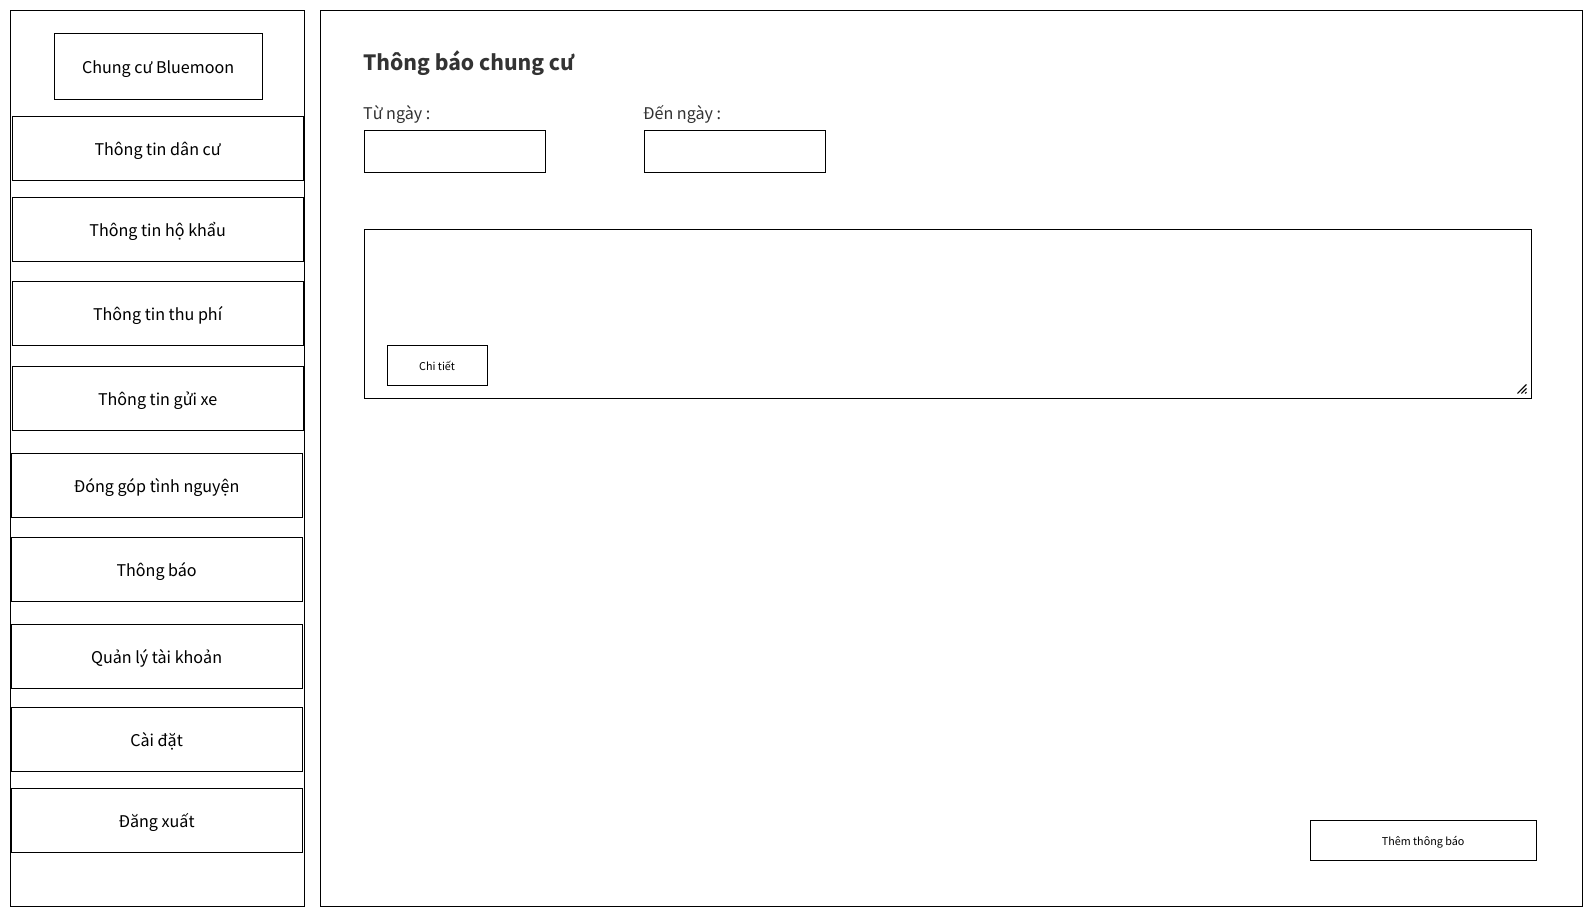 Chung cư Bluemoon
Thông tin dân cư
Thông tin hộ khẩu
Thông tin thu phí
Thông tin gửi xe
Đóng góp tình nguyện
Thông báo
Quản lý tài khoản
Cài đặt
Đăng xuất
Thông báo chung cư
Từ ngày :
Đến ngày :
Chi tiết
Thêm thông báo